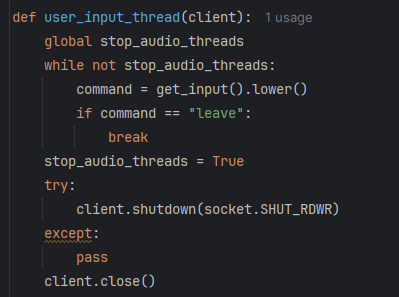 def user_input_thread(client): 1 usage
    global stop_audio_threads
    while not stop_audio_threads:
        command = get_input().lower()
        if command == "leave":
            break
    stop_audio_threads = True
    try:
        client.shutdown(socket.SHUT_RDWR)
    except:
        pass
    client.close()